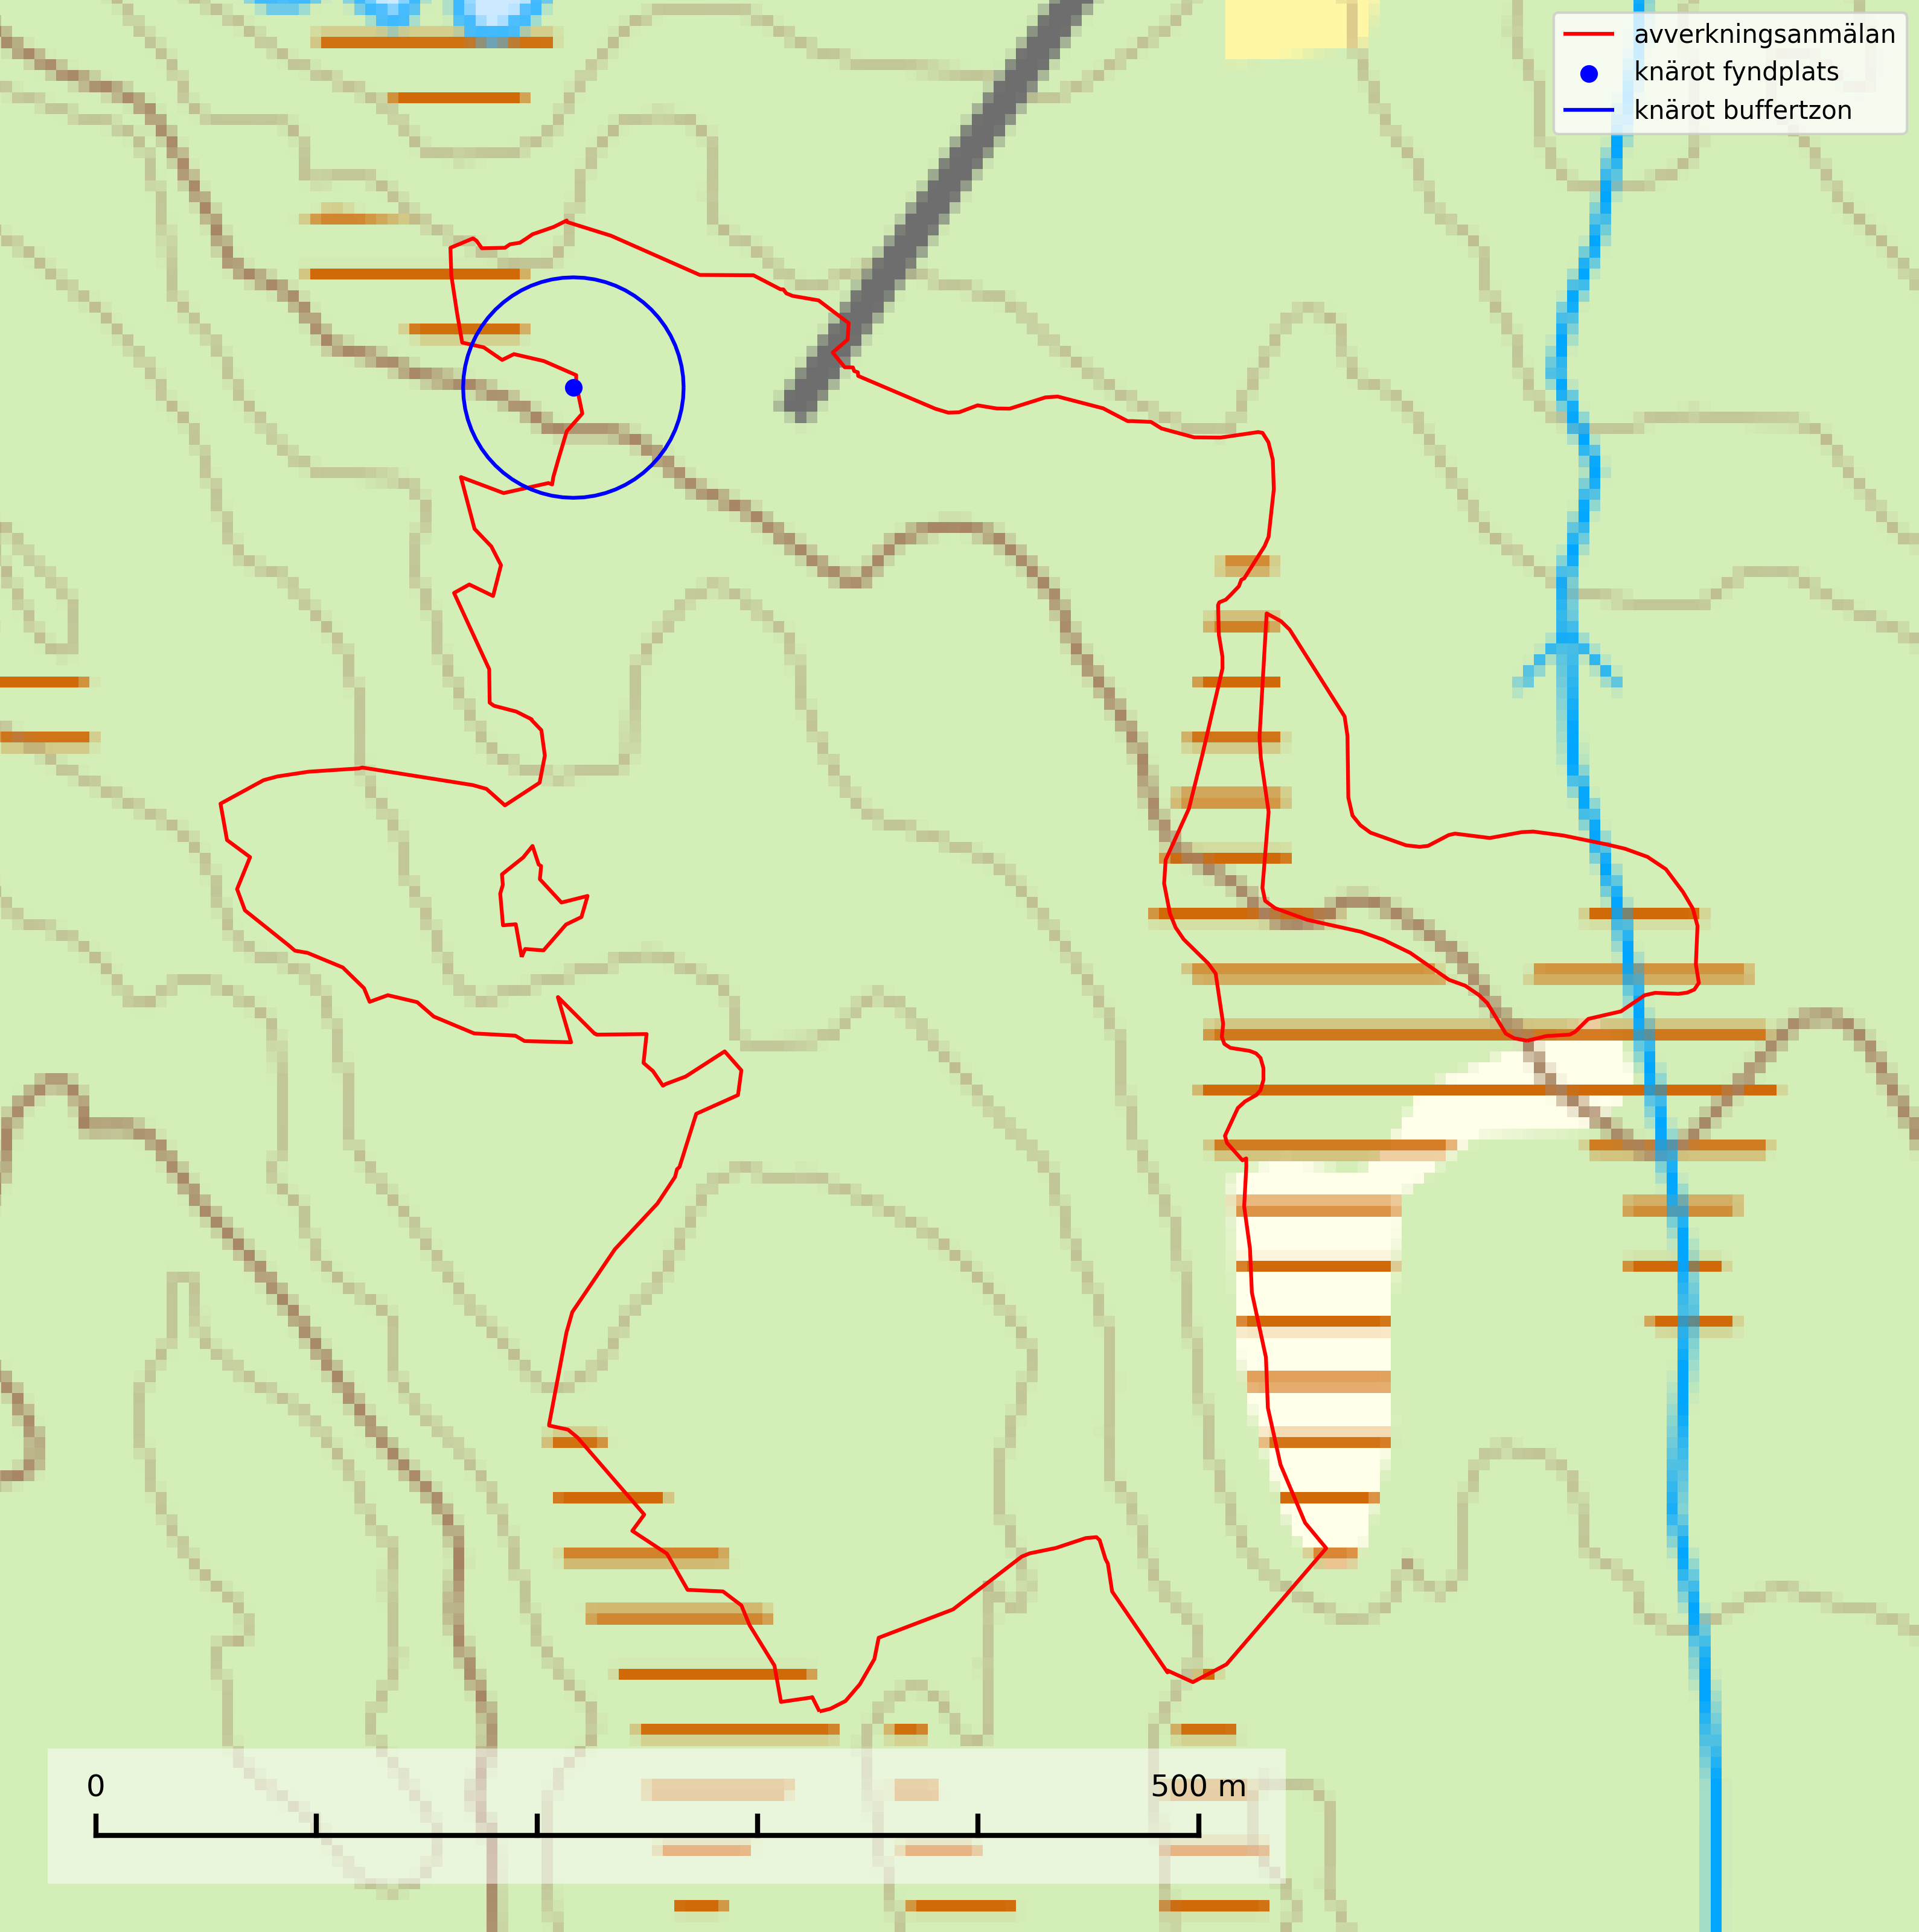 avverkningsanmälan
knärot fyndplats
knärot buffertzon
0
500 m